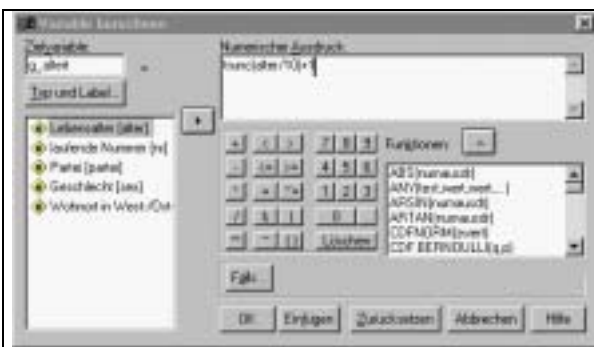 Variable berechnen
Zielvariable:
=
Numerischer Ausdruck:
trunc(alter/10)+1
Typ und Label...
Lebensalter [alter]
laufende Nummer [nr]
Partei [partei]
Geschlecht [sex]
Wohnort in West-/Ost-
+ < > 7 8 9
- <= >= 4 5 6
* = ~= 1 2 3
/ & | 0 .
** ~ () Löschen
Funktionen:
ABS(numausdr)
ANY(test,wert,wert,...)
ARSIN(numausdr)
ARTAN(numausdr)
CDFNORM(zwert)
CDF.BERNOULLI(q,p)
Falls...
OK Einfügen Zurücksetzen Abbrechen Hilfe